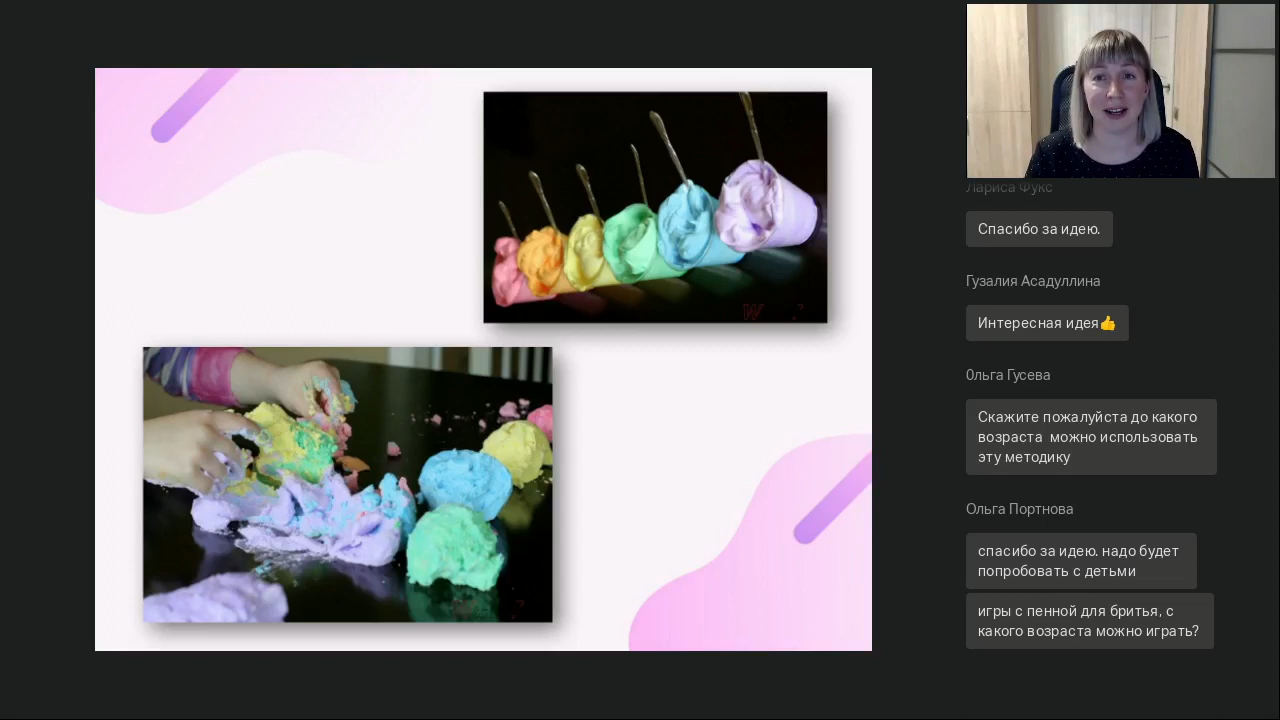 Лариса Фукс
Спасибо за идею.
Гузалия Асадуллина
Интересная идея👍
Ольга Гусева
Скажите пожалуйста до какого
возраста можно использовать
эту методику
Ольга Портнова
спасибо за идею. надо будет
попробовать с детьми
игры с пенной для бритья, с
какого возраста можно играть?